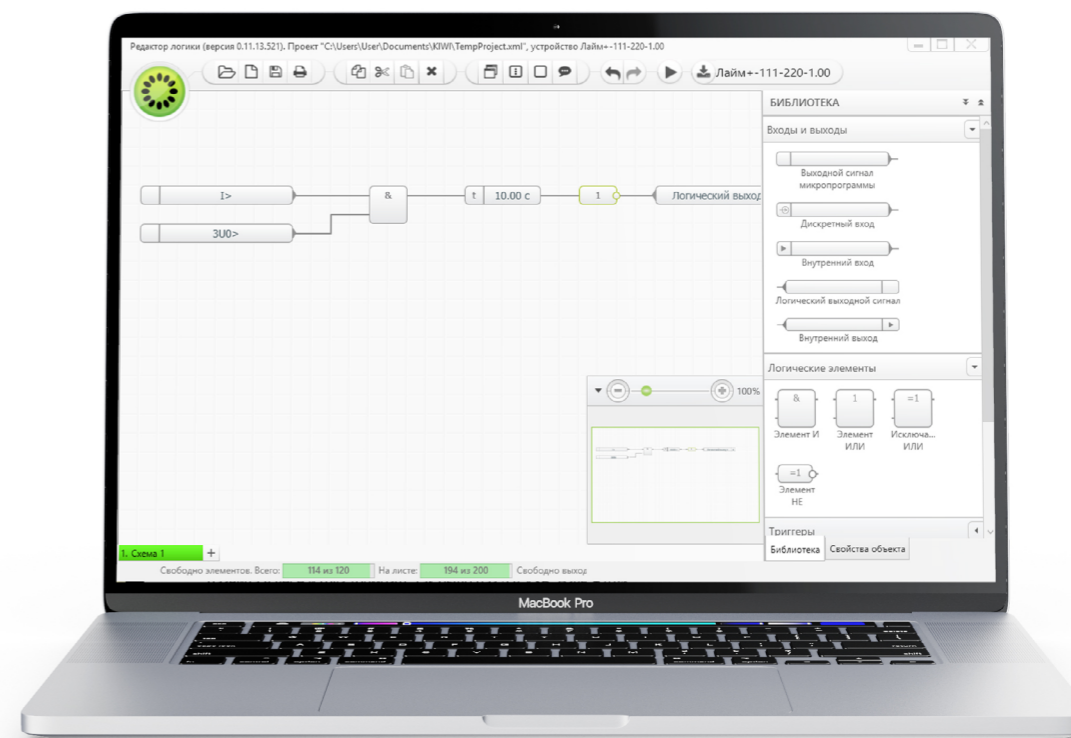 Редактор логики (версия 0.11.13.521). Проект "C:\Users\User\Documents\KIWI\TempProject.xml", устройство Лайм+-111-220-1.00
Лайм+-111-220-1.00
I>
&
t 10.00 с
1
Логический выход
3U0>
БИБЛИОТЕКА
Входы и выходы
Выходной сигнал
микропрограммы
Дискретный вход
Внутренний вход
Логический выходной сигнал
Внутренний выход
Логические элементы
& 1 =1
Элемент И Элемент Исключа...
ИЛИ ИЛИ
=1
Элемент
НЕ
Триггеры
Библиотека Свойства объекта
100%
1. Схема 1 +
Свободно элементов. Всего: 114 из 120 На листе: 194 из 200 Свободно выход
MacBook Pro